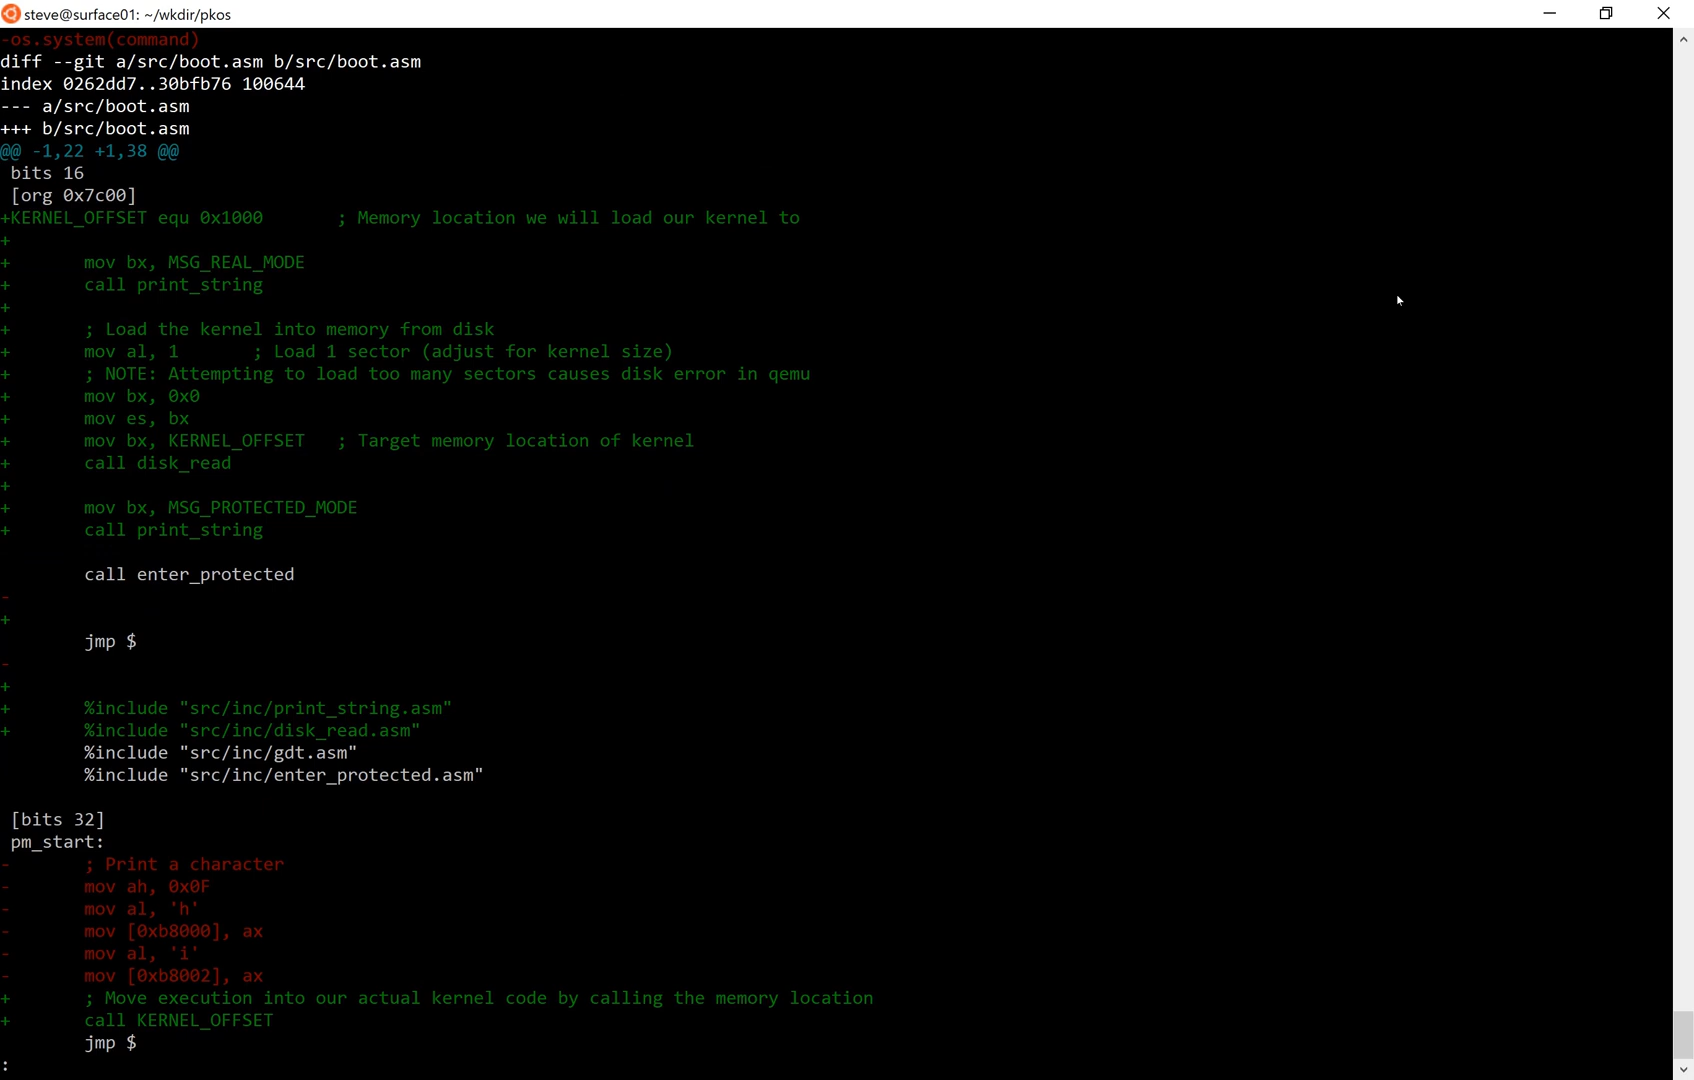 steve@surface01: ~/wkdir/pkos
-os.system(command)
diff --git a/src/boot.asm b/src/boot.asm
index 0262dd7..30bfb76 100644
--- a/src/boot.asm
+++ b/src/boot.asm
@@ -1,22 +1,38 @@
 bits 16
 [org 0x7c00]
+KERNEL_OFFSET equ 0x1000       ; Memory location we will load our kernel to
+
+       mov bx, MSG_REAL_MODE
+       call print_string
+
+       ; Load the kernel into memory from disk
+       mov al, 1       ; Load 1 sector (adjust for kernel size)
+       ; NOTE: Attempting to load too many sectors causes disk error in qemu
+       mov bx, 0x0
+       mov es, bx
+       mov bx, KERNEL_OFFSET   ; Target memory location of kernel
+       call disk_read
+
+       mov bx, MSG_PROTECTED_MODE
+       call print_string

        call enter_protected
-
+
        jmp $
-
+
+       %include "src/inc/print_string.asm"
+       %include "src/inc/disk_read.asm"
        %include "src/inc/gdt.asm"
        %include "src/inc/enter_protected.asm"

 [bits 32]
 pm_start:
-       ; Print a character
-       mov ah, 0x0F
-       mov al, 'h'
-       mov [0xb8000], ax
-       mov al, 'i'
-       mov [0xb8002], ax
+       ; Move execution into our actual kernel code by calling the memory location
+       call KERNEL_OFFSET
        jmp $
: